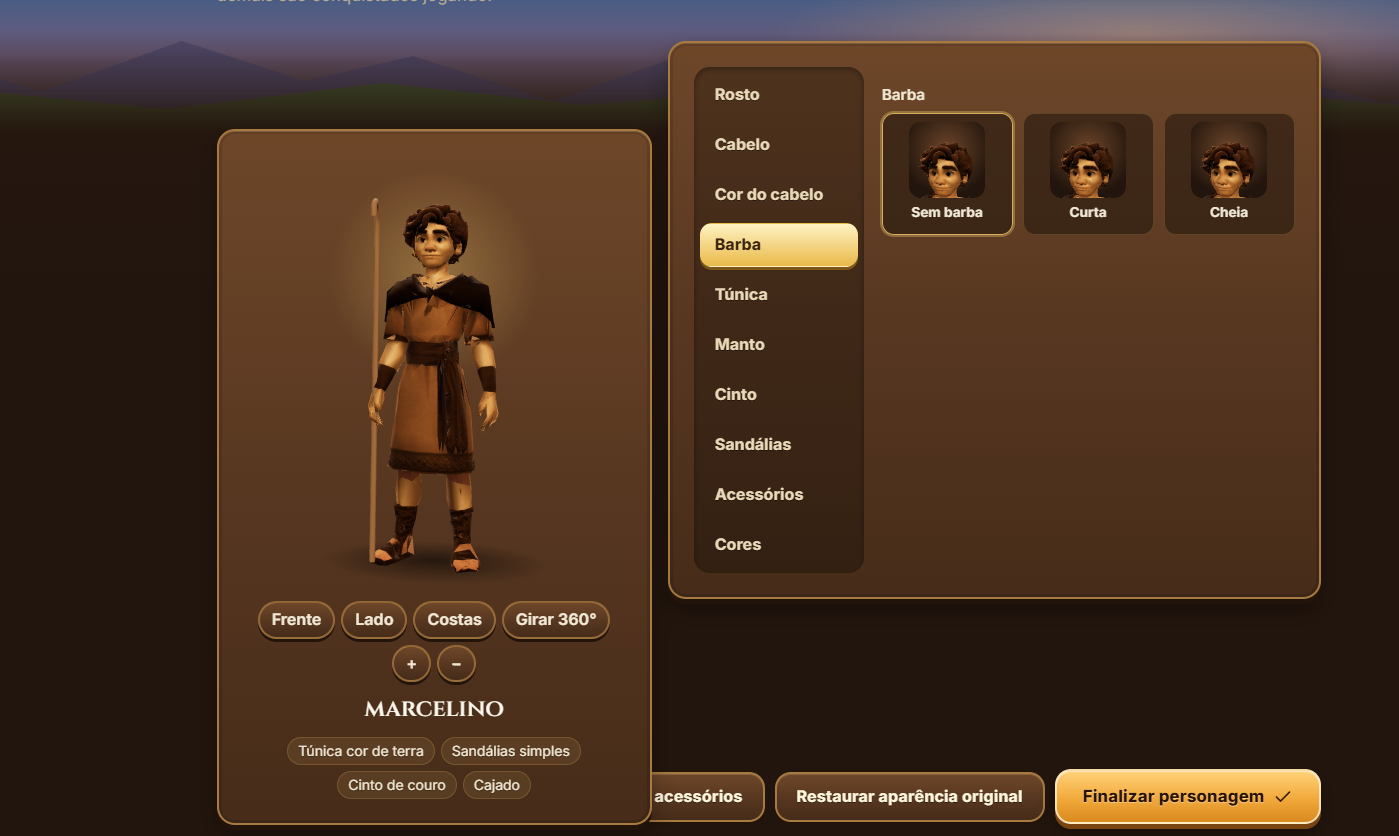 Rosto
Cabelo
Cor do cabelo
Barba
Túnica
Manto
Cinto
Sandálias
Acessórios
Cores
Barba
Sem barba
Curta
Cheia
Frente
Lado
Costas
Girar 360°
+
−
MARCELINO
Túnica cor de terra
Sandálias simples
Cinto de couro
Cajado
acessórios
Restaurar aparência original
Finalizar personagem